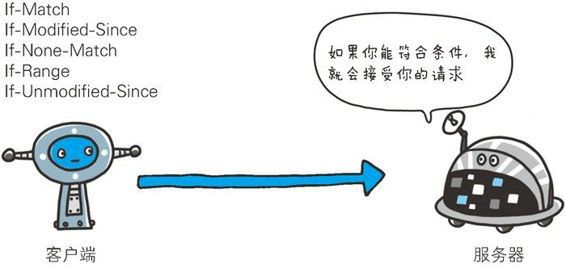 If-Match
If-Modified-Since
If-None-Match
If-Range
If-Unmodified-Since
如果你能符合条件，我
就会接受你的请求
客户端
服务器